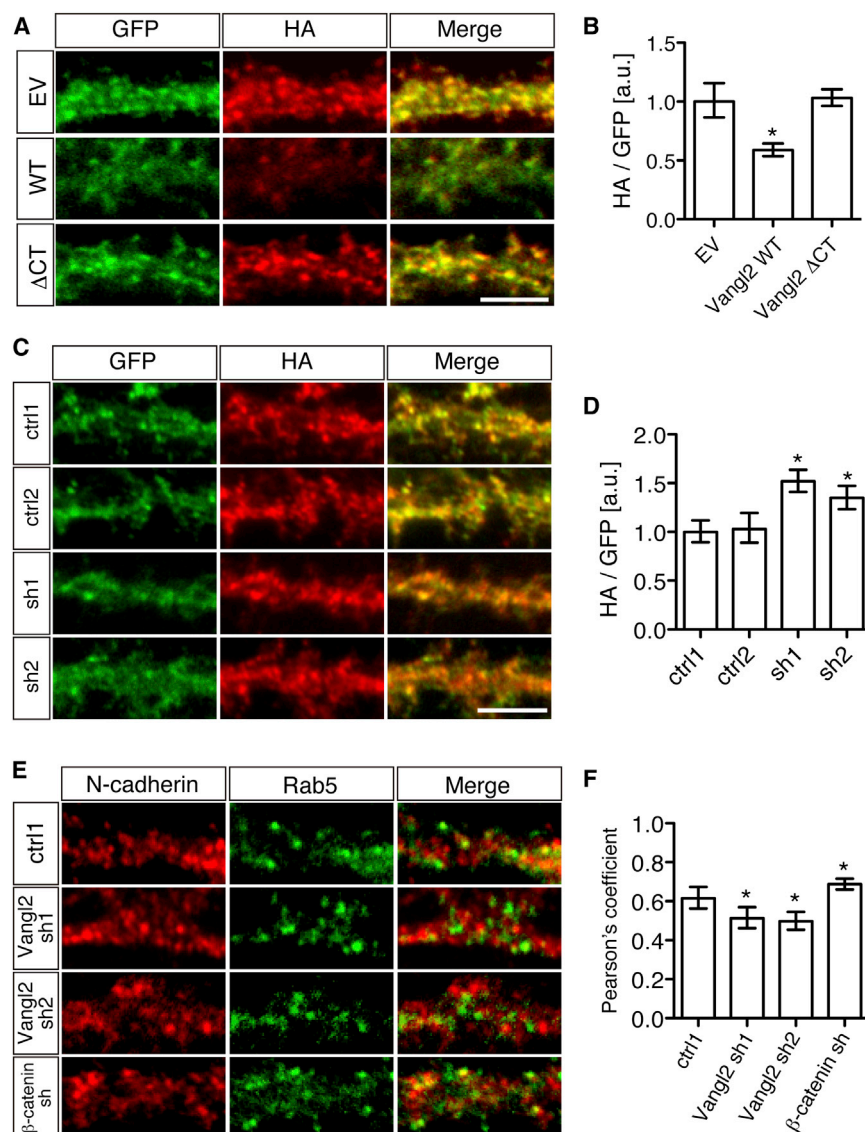 A
GFP HA Merge
EV
WT
ΔCT
B
HA / GFP [a.u.]
1.5
1.0
0.5
0.0
*
EV
Vangl2 WT
Vangl2 ΔCT
C
GFP HA Merge
ctrl1
ctrl2
sh1
sh2
D
HA / GFP [a.u.]
2.0
1.5
1.0
0.5
0.0
* *
ctrl1
ctrl2
sh1
sh2
E
N-cadherin Rab5 Merge
ctrl1
Vangl2
sh1
Vangl2
sh2
β-catenin
sh
F
Pearson's coefficient
1.0
0.8
0.6
0.4
0.2
0.0
* * *
ctrl1
Vangl2 sh1
Vangl2 sh2
β-catenin sh